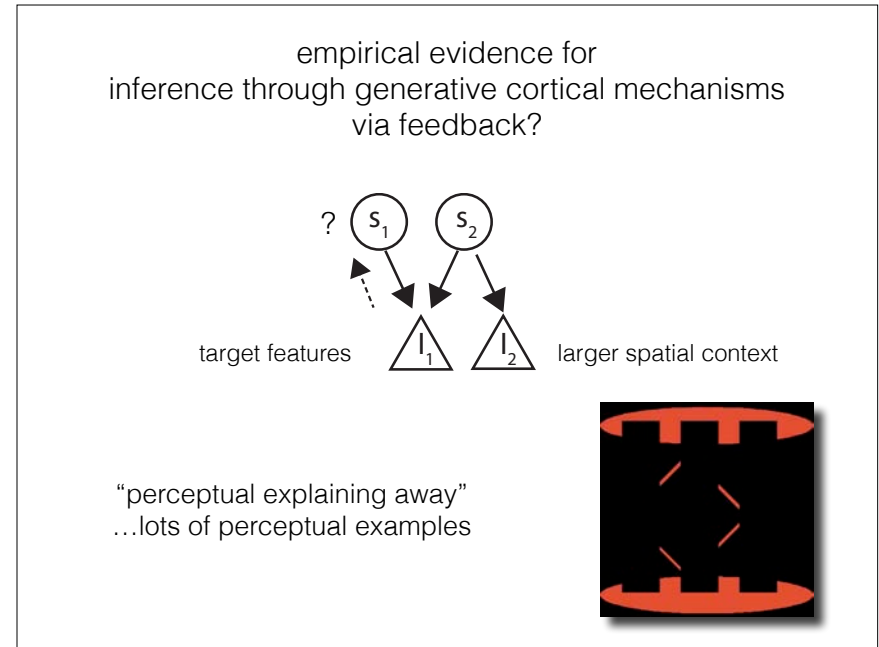 empirical evidence for
inference through generative cortical mechanisms
via feedback?
? s₁ s₂
target features I₁ I₂ larger spatial context
“perceptual explaining away”
…lots of perceptual examples